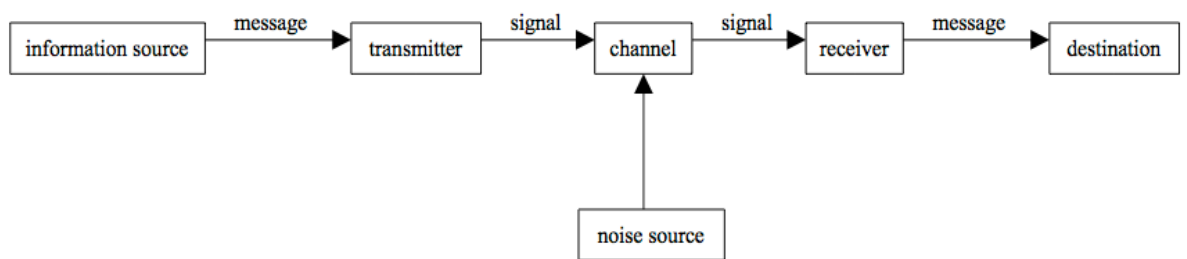 message
signal
signal
message
information source
transmitter
channel
receiver
destination
noise source